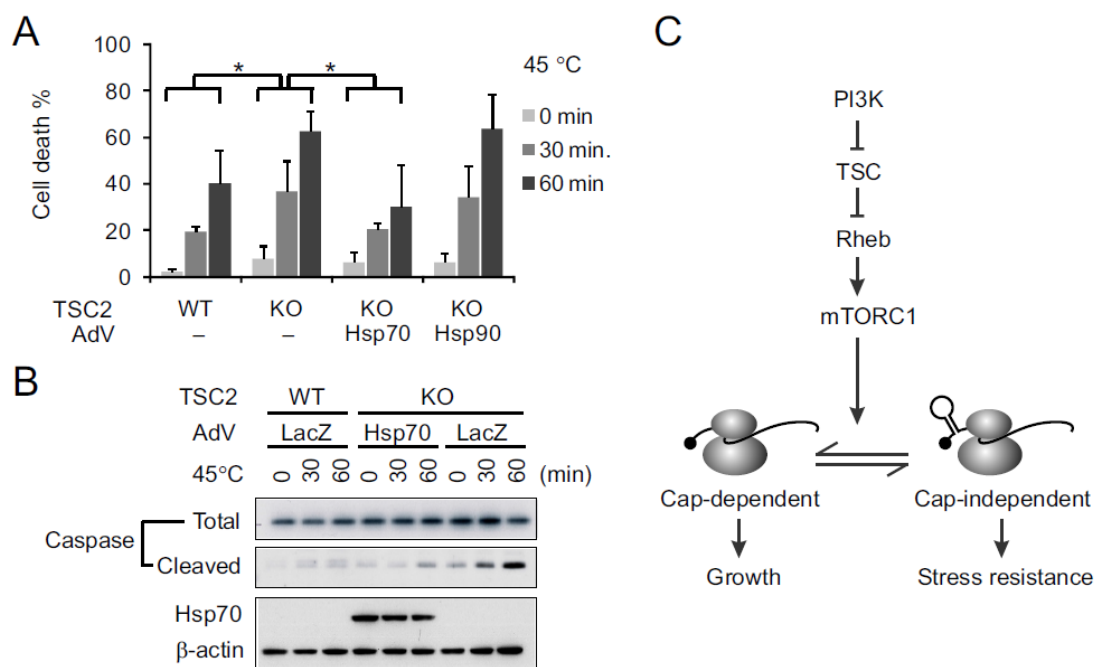 A
100
80
60
40
20
0
Cell death %
* *
45 °C
0 min
30 min.
60 min
TSC2 WT KO KO KO
AdV – – Hsp70 Hsp90
B
TSC2 WT KO
AdV LacZ Hsp70 LacZ
45°C 0 30 60 0 30 60 0 30 60 (min)
Caspase
Total
Cleaved
Hsp70
β-actin
C
PI3K
TSC
Rheb
mTORC1
Cap-dependent Cap-independent
Growth Stress resistance